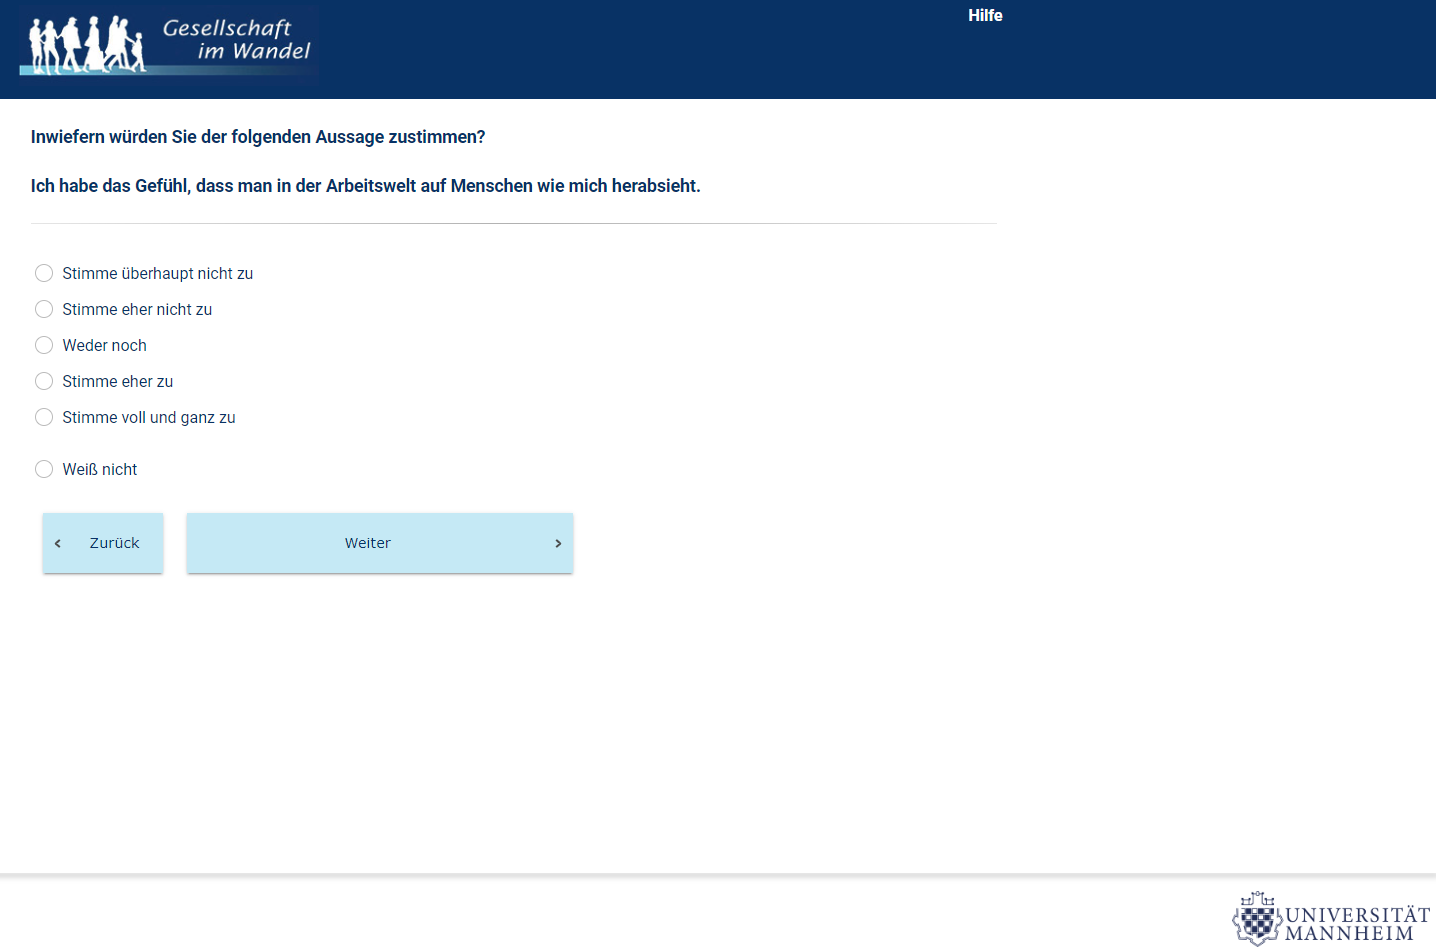 Gesellschaft
im Wandel
Hilfe
Inwiefern würden Sie der folgenden Aussage zustimmen?
Ich habe das Gefühl, dass man in der Arbeitswelt auf Menschen wie mich herabsieht.
Stimme überhaupt nicht zu
Stimme eher nicht zu
Weder noch
Stimme eher zu
Stimme voll und ganz zu
Weiß nicht
Zurück
Weiter
UNIVERSITÄT
MANNHEIM